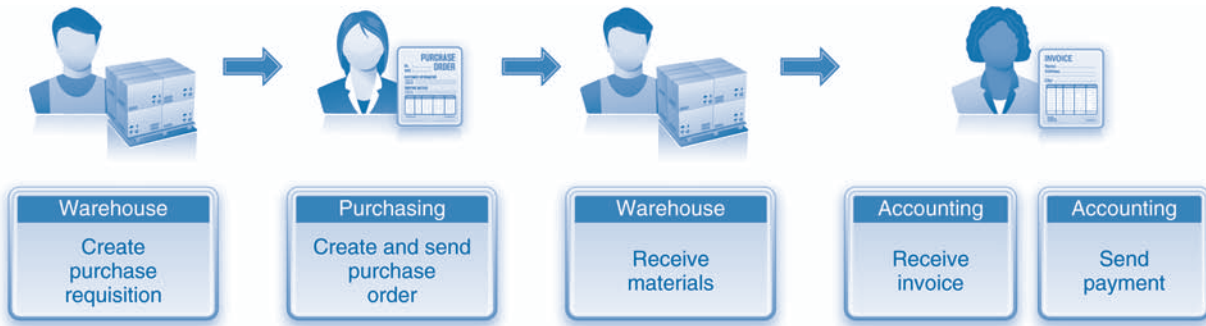 PURCHASE
ORDER
INVOICE
Warehouse
Create
purchase
requisition
Purchasing
Create and send
purchase
order
Warehouse
Receive
materials
Accounting
Receive
invoice
Accounting
Send
payment